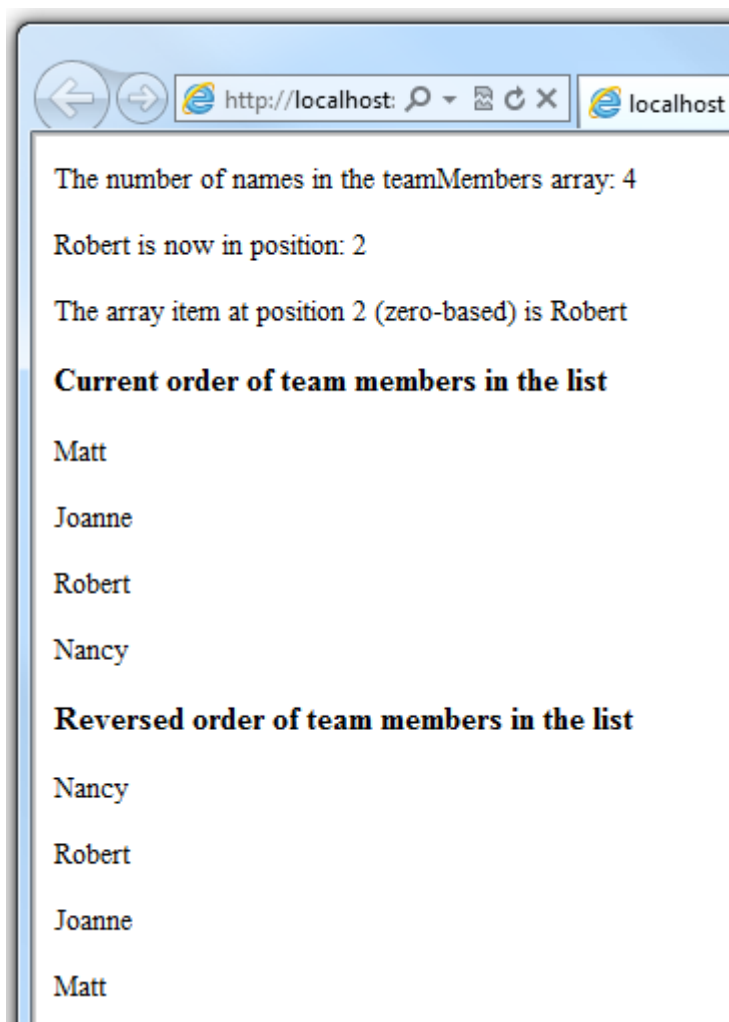 http://localhost:
localhost
The number of names in the teamMembers array: 4
Robert is now in position: 2
The array item at position 2 (zero-based) is Robert
Current order of team members in the list
Matt
Joanne
Robert
Nancy
Reversed order of team members in the list
Nancy
Robert
Joanne
Matt